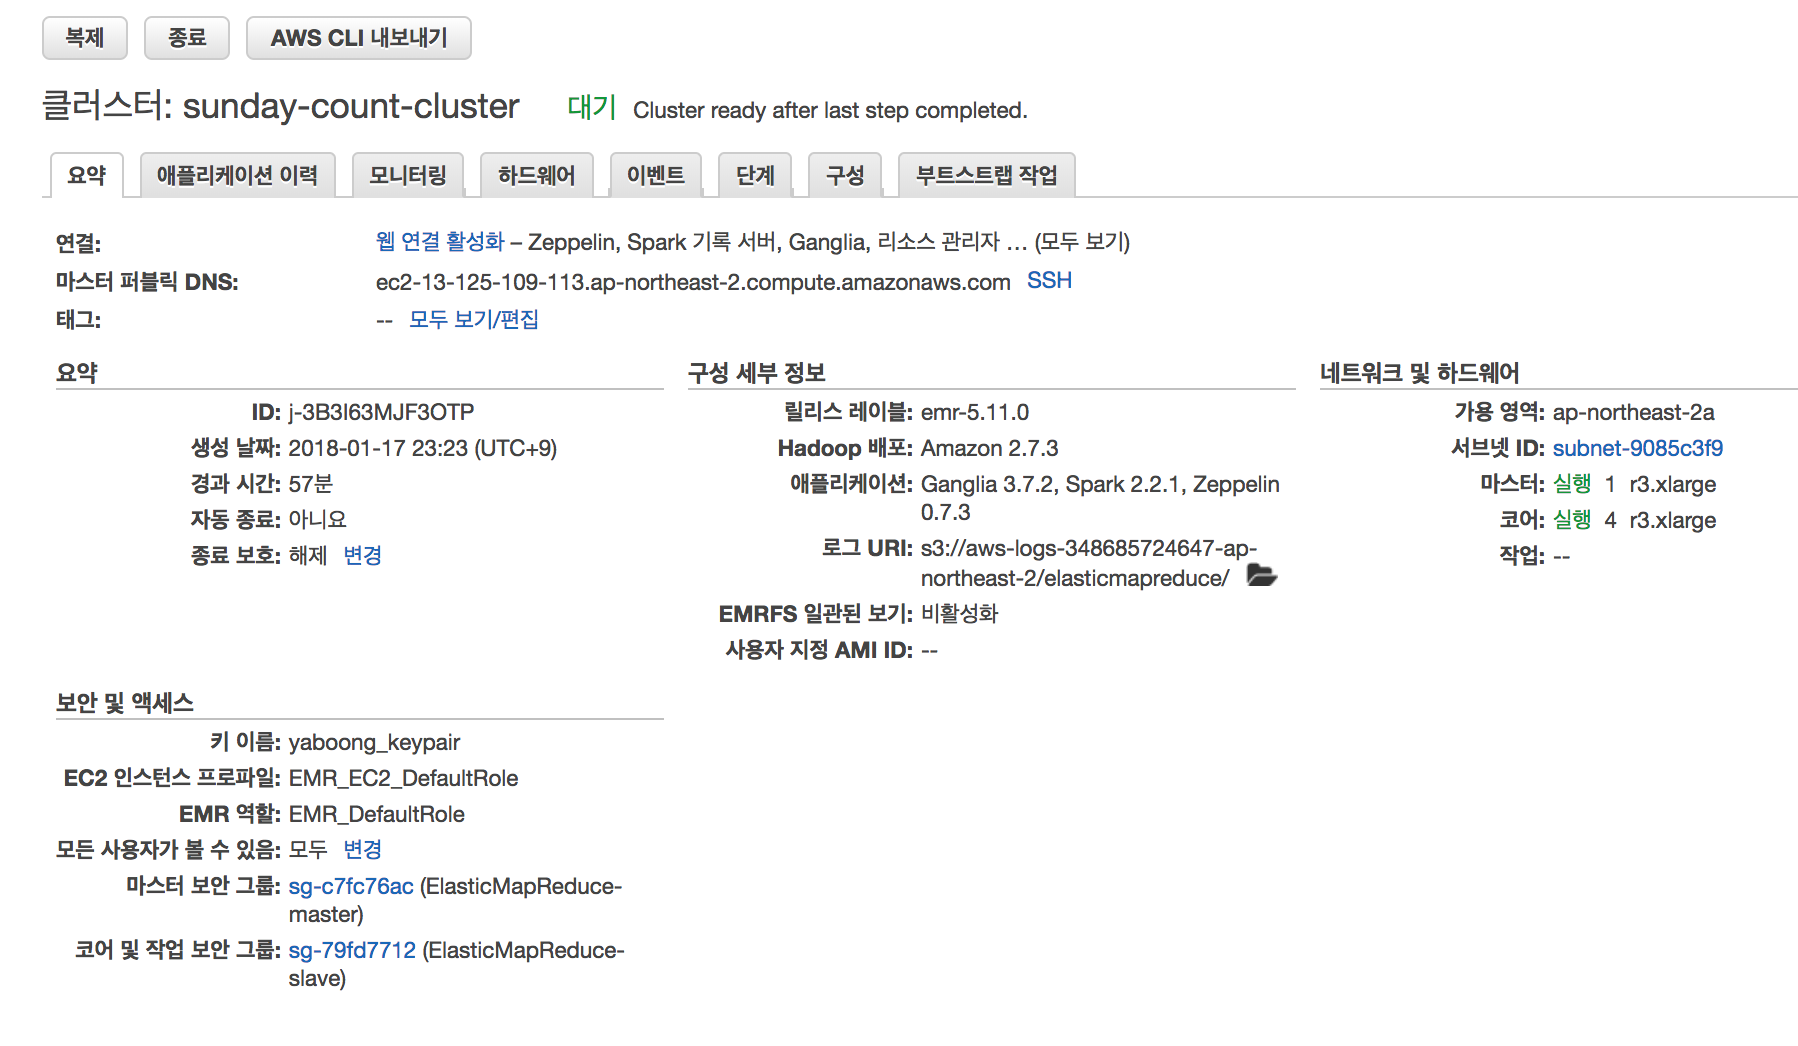 복제 종료 AWS CLI 내보내기
클러스터: sunday-count-cluster 대기 Cluster ready after last step completed.
요약 애플리케이션 이력 모니터링 하드웨어 이벤트 단계 구성 부트스트랩 작업
연결: 웹 연결 활성화 – Zeppelin, Spark 기록 서버, Ganglia, 리소스 관리자 … (모두 보기)
마스터 퍼블릭 DNS: ec2-13-125-109-113.ap-northeast-2.compute.amazonaws.com SSH
태그: -- 모두 보기/편집
요약
ID: j-3B3I63MJF3OTP
생성 날짜: 2018-01-17 23:23 (UTC+9)
경과 시간: 57분
자동 종료: 아니요
종료 보호: 해제 변경
구성 세부 정보
릴리스 레이블: emr-5.11.0
Hadoop 배포: Amazon 2.7.3
애플리케이션: Ganglia 3.7.2, Spark 2.2.1, Zeppelin
0.7.3
로그 URI: s3://aws-logs-348685724647-ap-
northeast-2/elasticmapreduce/
EMRFS 일관된 보기: 비활성화
사용자 지정 AMI ID: --
네트워크 및 하드웨어
가용 영역: ap-northeast-2a
서브넷 ID: subnet-9085c3f9
마스터: 실행 1 r3.xlarge
코어: 실행 4 r3.xlarge
작업: --
보안 및 액세스
키 이름: yaboong_keypair
EC2 인스턴스 프로파일: EMR_EC2_DefaultRole
EMR 역할: EMR_DefaultRole
모든 사용자가 볼 수 있음: 모두 변경
마스터 보안 그룹: sg-c7fc76ac (ElasticMapReduce-
master)
코어 및 작업 보안 그룹: sg-79fd7712 (ElasticMapReduce-
slave)